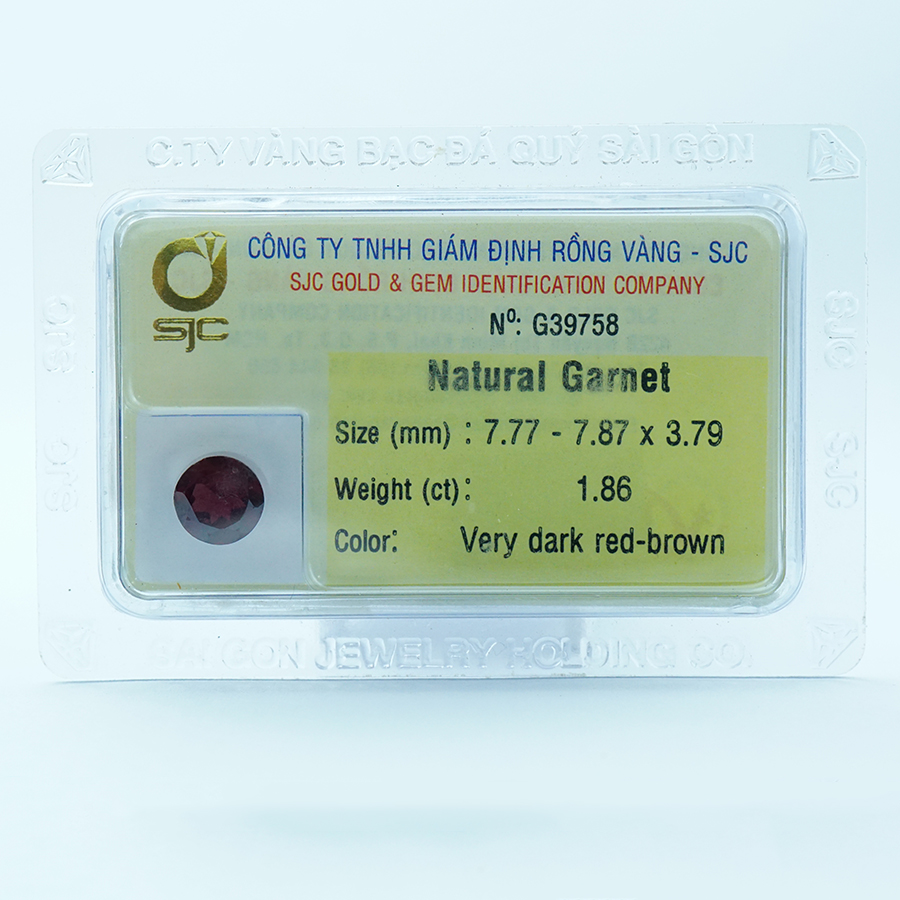 C.TY VÀNG BẠC ĐÁ QUÝ SÀI GÒN
CÔNG TY TNHH GIÁM ĐỊNH RỒNG VÀNG - SJC
SJC GOLD & GEM IDENTIFICATION COMPANY
SJC
Nº: G39758
Natural Garnet
Size (mm) : 7.77 - 7.87 x 3.79
Weight (ct): 1.86
Color: Very dark red-brown
SJC
SJC
SJC
SJC
SAIGON JEWELRY HOLDING CO.